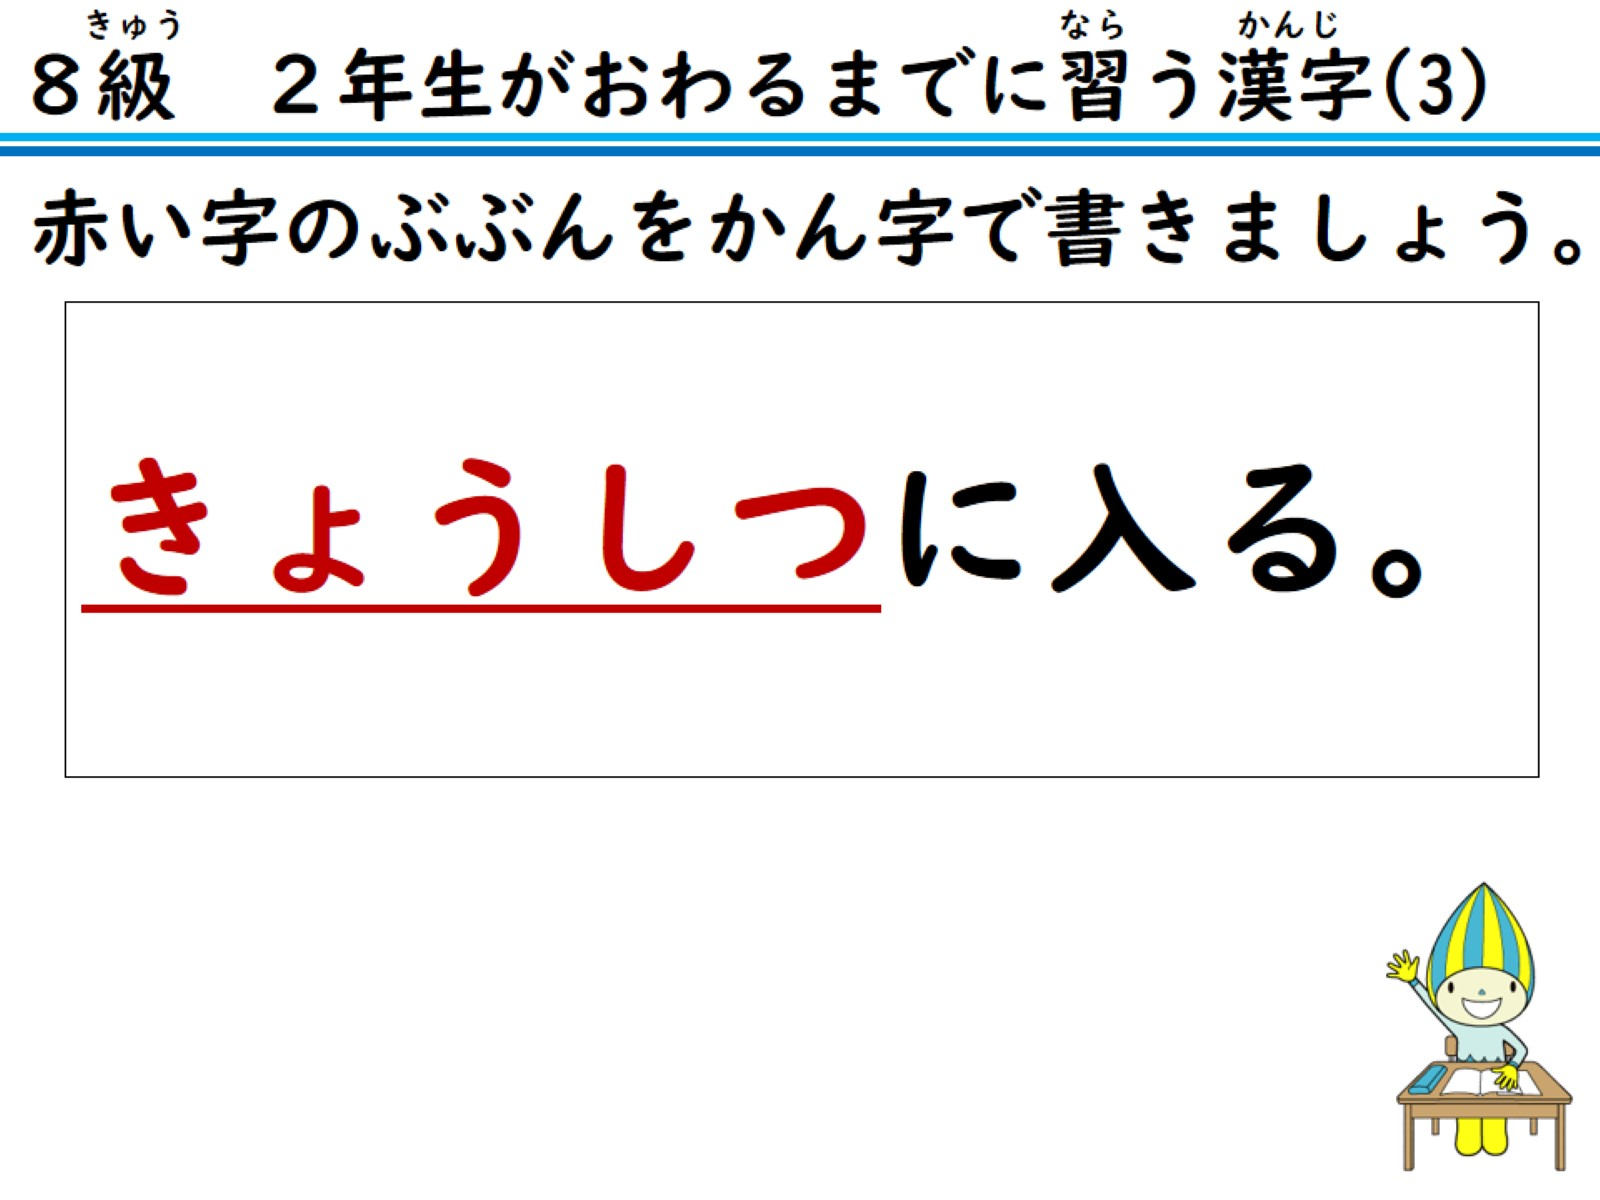 きゅう　なら　かんじ
８級　２年生がおわるまでに習う漢字(3)
赤い字のぶぶんをかん字で書きましょう。
きょうしつに入る。